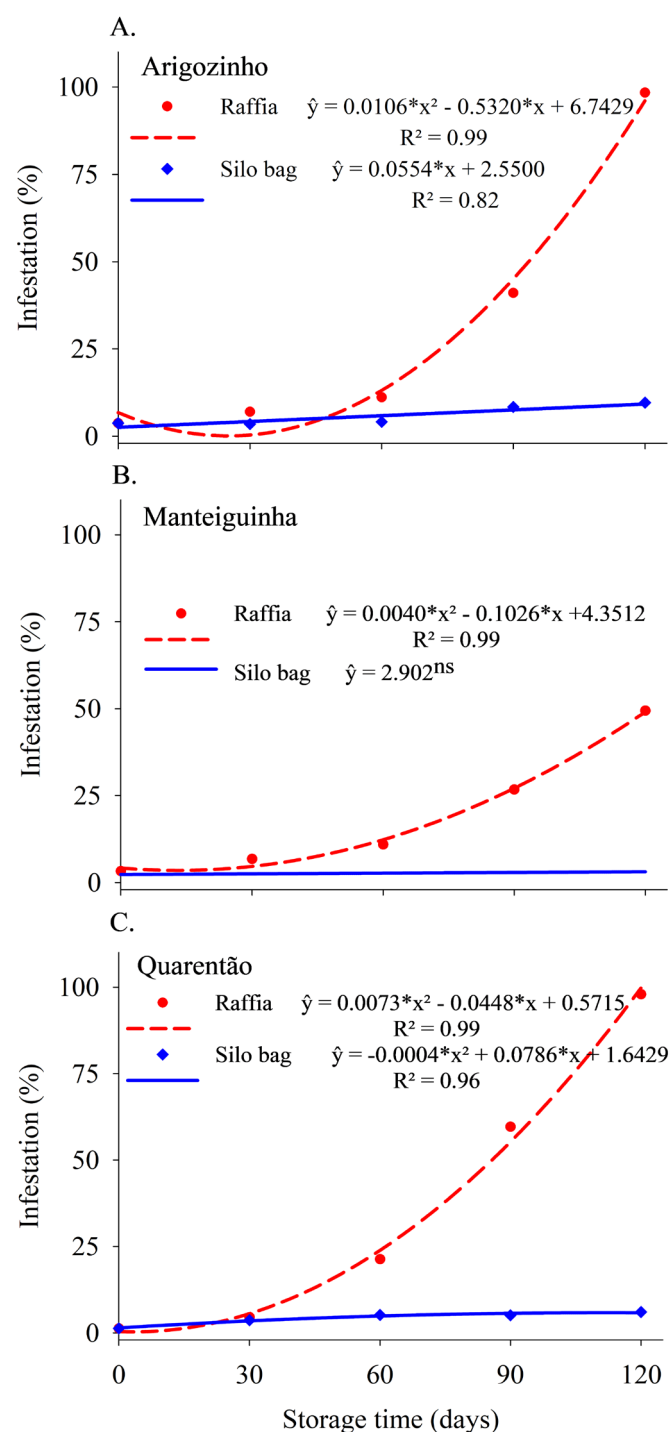 A.
Arigozinho
Raffia ŷ = 0.0106*x² - 0.5320*x + 6.7429
R² = 0.99
Silo bag ŷ = 0.0554*x + 2.5500
R² = 0.82
100
75
50
25
0
Infestation (%)
B.
Manteiguinha
Raffia ŷ = 0.0040*x² - 0.1026*x +4.3512
R² = 0.99
Silo bag ŷ = 2.902ns
100
75
50
25
0
Infestation (%)
C.
Quarentão
Raffia ŷ = 0.0073*x² - 0.0448*x + 0.5715
R² = 0.99
Silo bag ŷ = -0.0004*x² + 0.0786*x + 1.6429
R² = 0.96
100
75
50
25
0
Infestation (%)
0 30 60 90 120
Storage time (days)